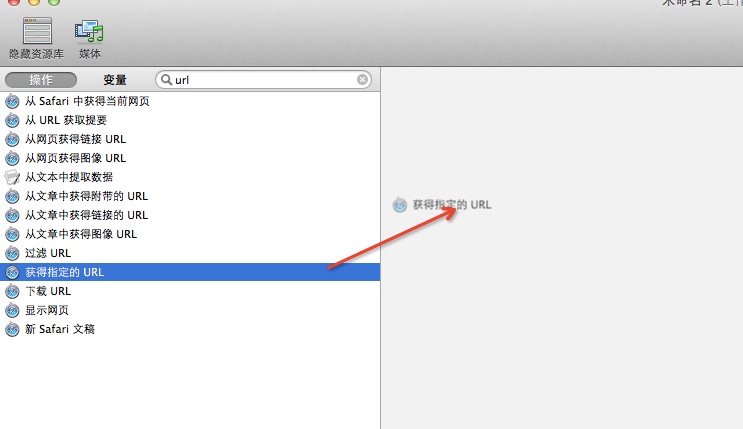 未命名 2 (工作
隐藏资源库
媒体
操作
变量
url
从 Safari 中获得当前网页
从 URL 获取提要
从网页获得链接 URL
从网页获得图像 URL
从文本中提取数据
从文章中获得附带的 URL
从文章中获得链接的 URL
从文章中获得图像 URL
过滤 URL
获得指定的 URL
下载 URL
显示网页
新 Safari 文稿
获得指定的 URL